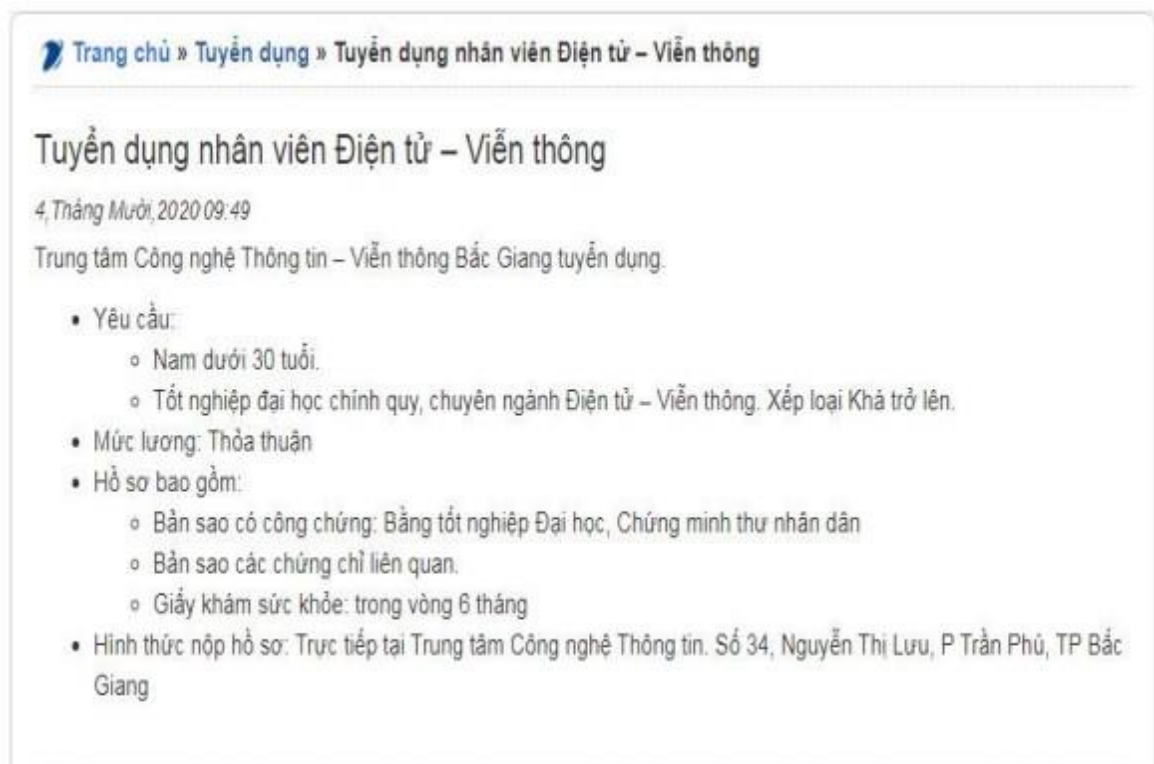 Trang chủ » Tuyển dụng » Tuyển dụng nhân viên Điện tử – Viễn thông
Tuyển dụng nhân viên Điện tử – Viễn thông
4,Tháng Mười,2020 09:49
Trung tâm Công nghệ Thông tin – Viễn thông Bắc Giang tuyển dụng.
• Yêu cầu:
◦ Nam dưới 30 tuổi.
◦ Tốt nghiệp đại học chính quy, chuyên ngành Điện tử – Viễn thông. Xếp loại Khá trở lên.
• Mức lương: Thỏa thuận
• Hồ sơ bao gồm:
◦ Bản sao có công chứng: Bằng tốt nghiệp Đại học, Chứng minh thư nhân dân
◦ Bản sao các chứng chỉ liên quan.
◦ Giấy khám sức khỏe: trong vòng 6 tháng
• Hình thức nộp hồ sơ: Trực tiếp tại Trung tâm Công nghệ Thông tin. Số 34, Nguyễn Thị Lưu, P Trần Phú, TP Bắc
Giang